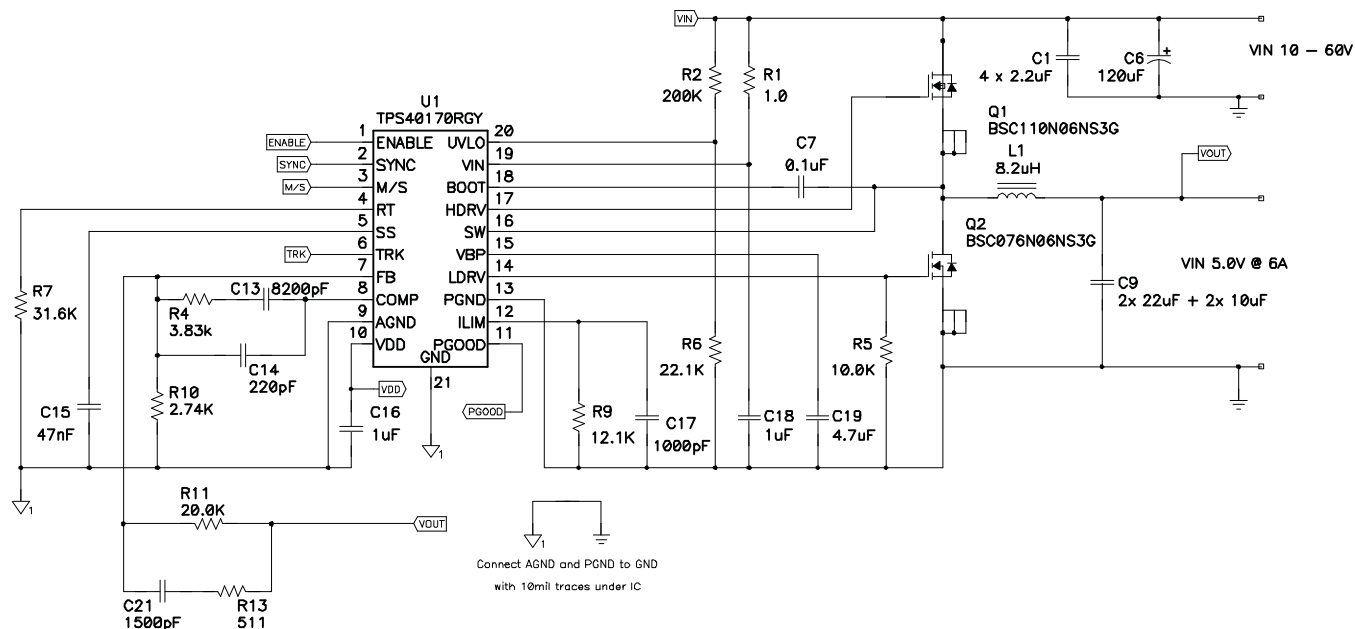 VIN
VIN 10 – 60V
R2
200K
R1
1.0
C1
4 x 2.2uF
C6
120uF
+
U1
TPS40170RGY
Q1
BSC110N06NS3G
ENABLE
1
ENABLE
UVLO
20
SYNC
2
SYNC
VIN
19
C7
0.1uF
L1
8.2uH
VOUT
M/S
3
M/S
BOOT
18
4
RT
HDRV
17
5
SS
SW
16
Q2
BSC076N06NS3G
TRK
6
TRK
VBP
15
7
FB
LDRV
14
VIN 5.0V @ 6A
R7
31.6K
R4
3.83k
C13
8200pF
8
COMP
PGND
13
C9
2x 22uF + 2x 10uF
9
AGND
ILIM
12
10
VDD
PGOOD
11
GND
21
C14
220pF
R6
22.1K
R5
10.0K
R10
2.74K
VDD
PGOOD
C15
47nF
C16
1uF
R9
12.1K
C17
1000pF
C18
1uF
C19
4.7uF
1
1
R11
20.0K
VOUT
1
Connect AGND and PGND to GND
with 10mil traces under IC
C21
1500pF
R13
511